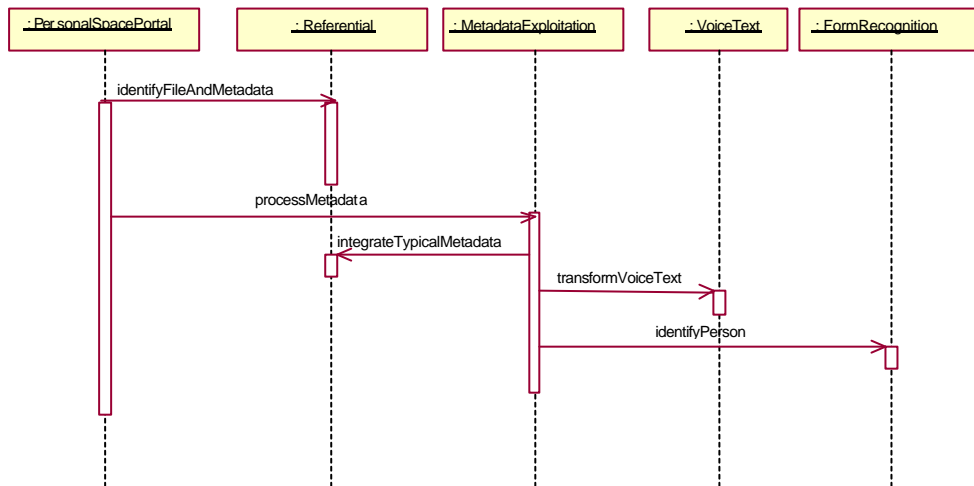 : PersonalSpacePortal
: Referential
: MetadataExploitation
: VoiceText
: FormRecognition
identifyFileAndMetadata
processMetadata
integrateTypicalMetadata
transformVoiceText
identifyPerson